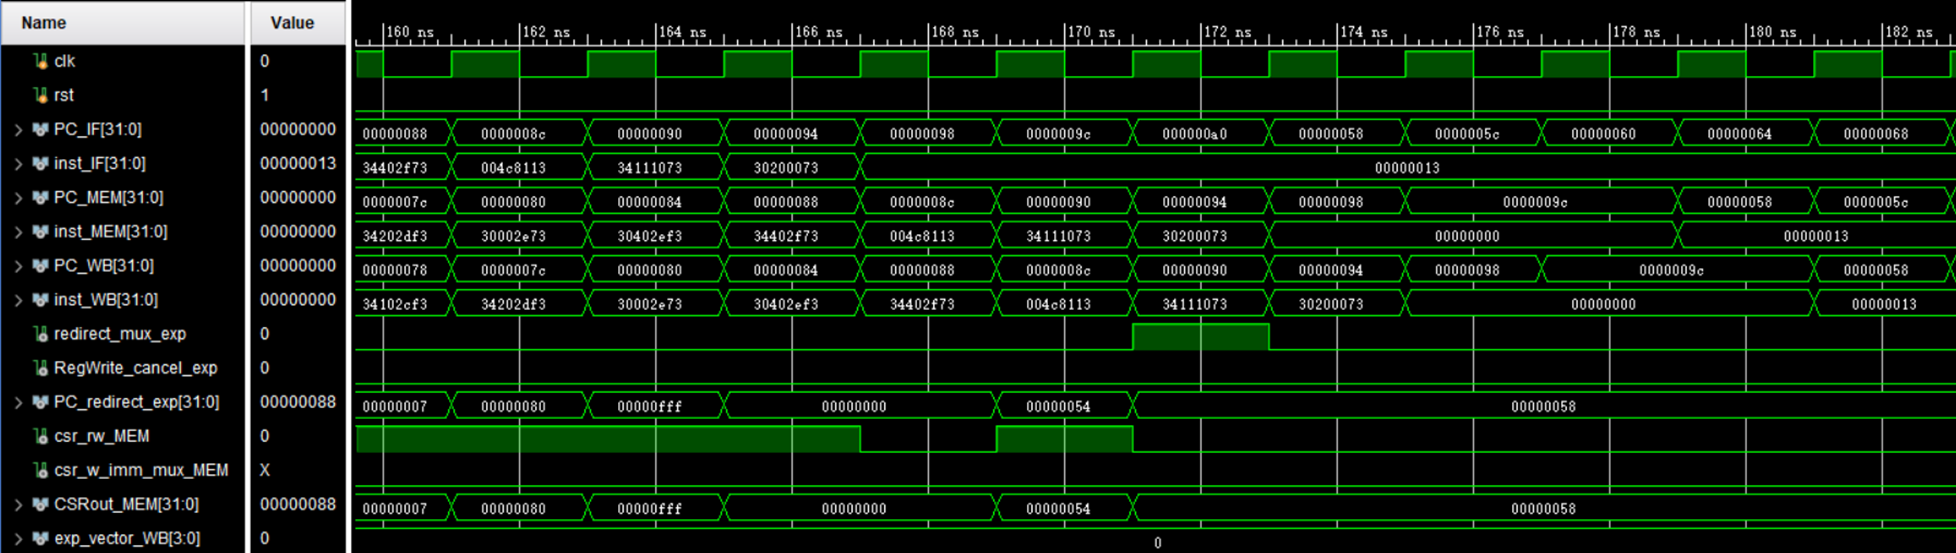 Name Value 160 ns 162 ns 164 ns 166 ns 168 ns 170 ns 172 ns 174 ns 176 ns 178 ns 180 ns 182 ns
clk 0
rst 1
PC_IF[31:0] 00000000 00000088 0000008c 00000090 00000094 00000098 0000009c 000000a0 00000058 0000005c 00000060 00000064 00000068
inst_IF[31:0] 00000013 34402f73 004c8113 34111073 30200073 00000013
PC_MEM[31:0] 00000000 0000007c 00000080 00000084 00000088 0000008c 00000090 00000094 00000098 0000009c 00000058 0000005c
inst_MEM[31:0] 00000000 34202df3 30002e73 30402ef3 34402f73 004c8113 34111073 30200073 00000000 00000013
PC_WB[31:0] 00000000 00000078 0000007c 00000080 00000084 00000088 0000008c 00000090 00000094 00000098 0000009c 00000058
inst_WB[31:0] 00000000 34102cf3 34202df3 30002e73 30402ef3 34402f73 004c8113 34111073 30200073 00000000 00000013
redirect_mux_exp 0
RegWrite_cancel_exp 0
PC_redirect_exp[31:0] 00000088 00000007 00000080 00000fff 00000000 00000054 00000058
csr_rw_MEM 0
csr_w_imm_mux_MEM X
CSRout_MEM[31:0] 00000088 00000007 00000080 00000fff 00000000 00000054 00000058
exp_vector_WB[3:0] 0 0